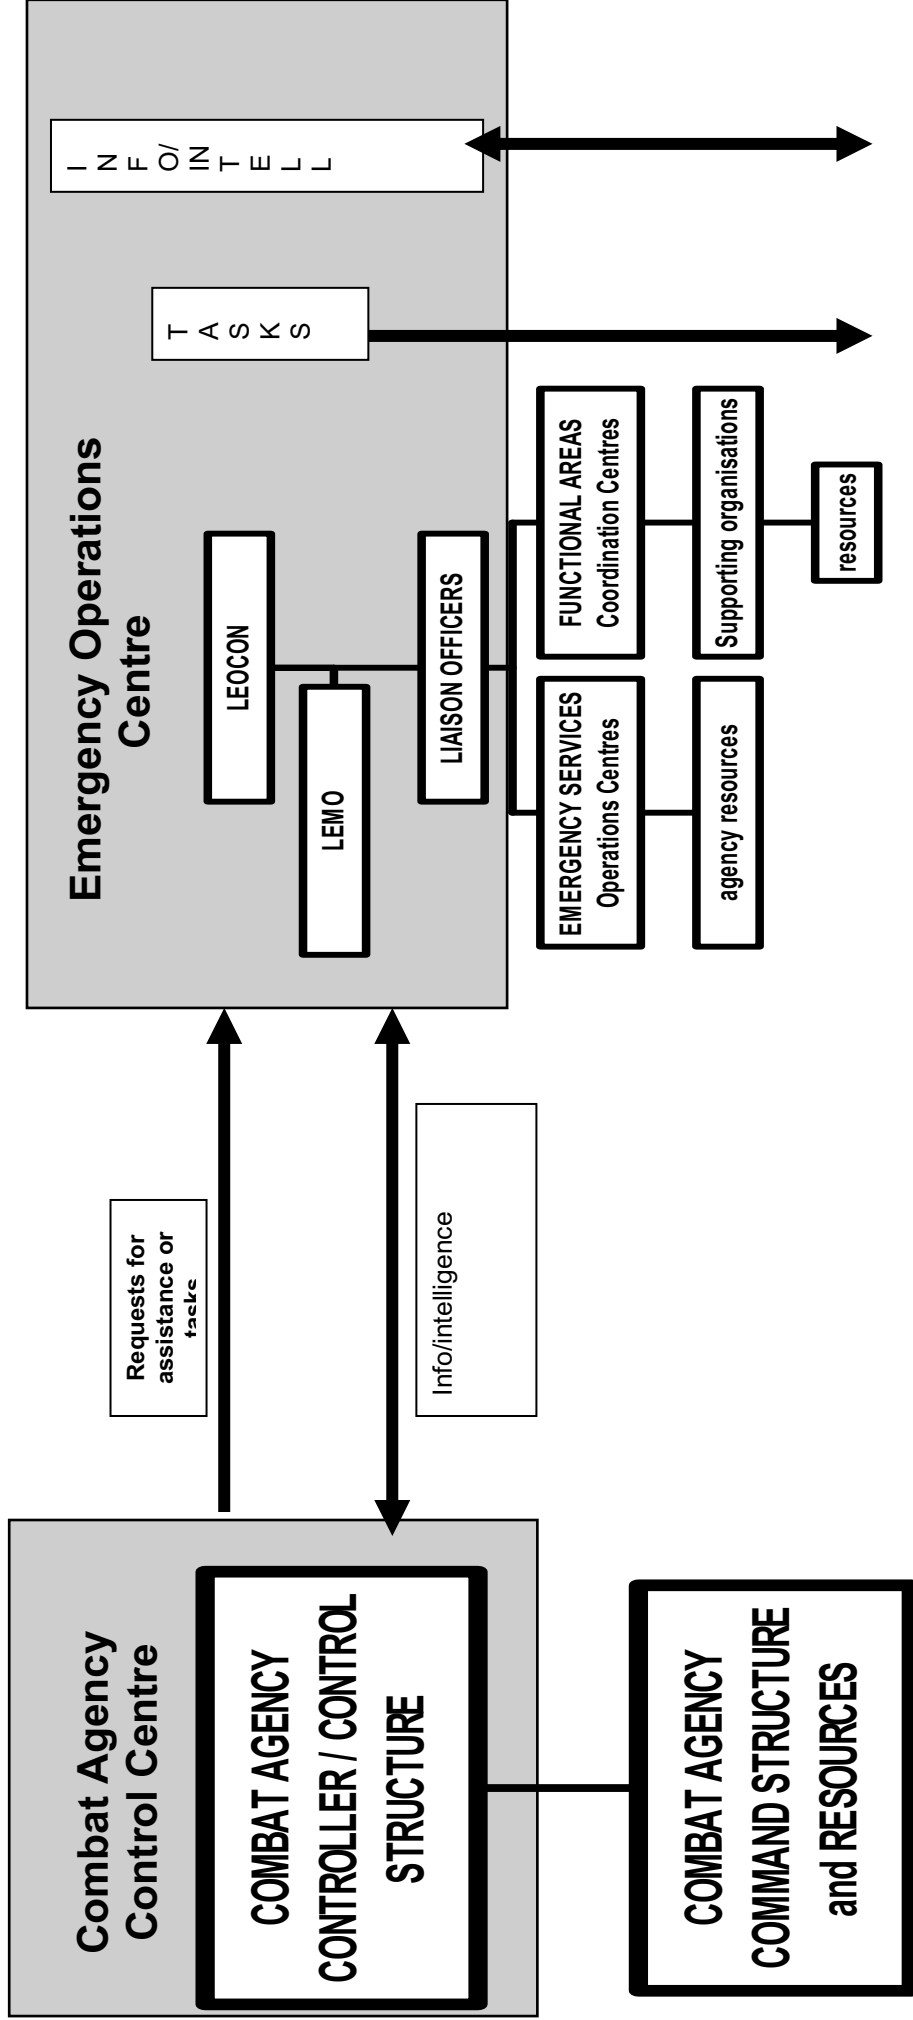 Combat Agency
Control Centre
COMBAT AGENCY
CONTROLLER / CONTROL
STRUCTURE
COMBAT AGENCY
COMMAND STRUCTURE
and RESOURCES
Requests for
assistance or
tasks
Info/intelligence
Emergency Operations
Centre
LEOCON
LEMO
LIAISON OFFICERS
EMERGENCY SERVICES
Operations Centres
agency resources
FUNCTIONAL AREAS
Coordination Centres
Supporting organisations
resources
T
A
S
K
S
I
N
F
O/
IN
T
E
L
L